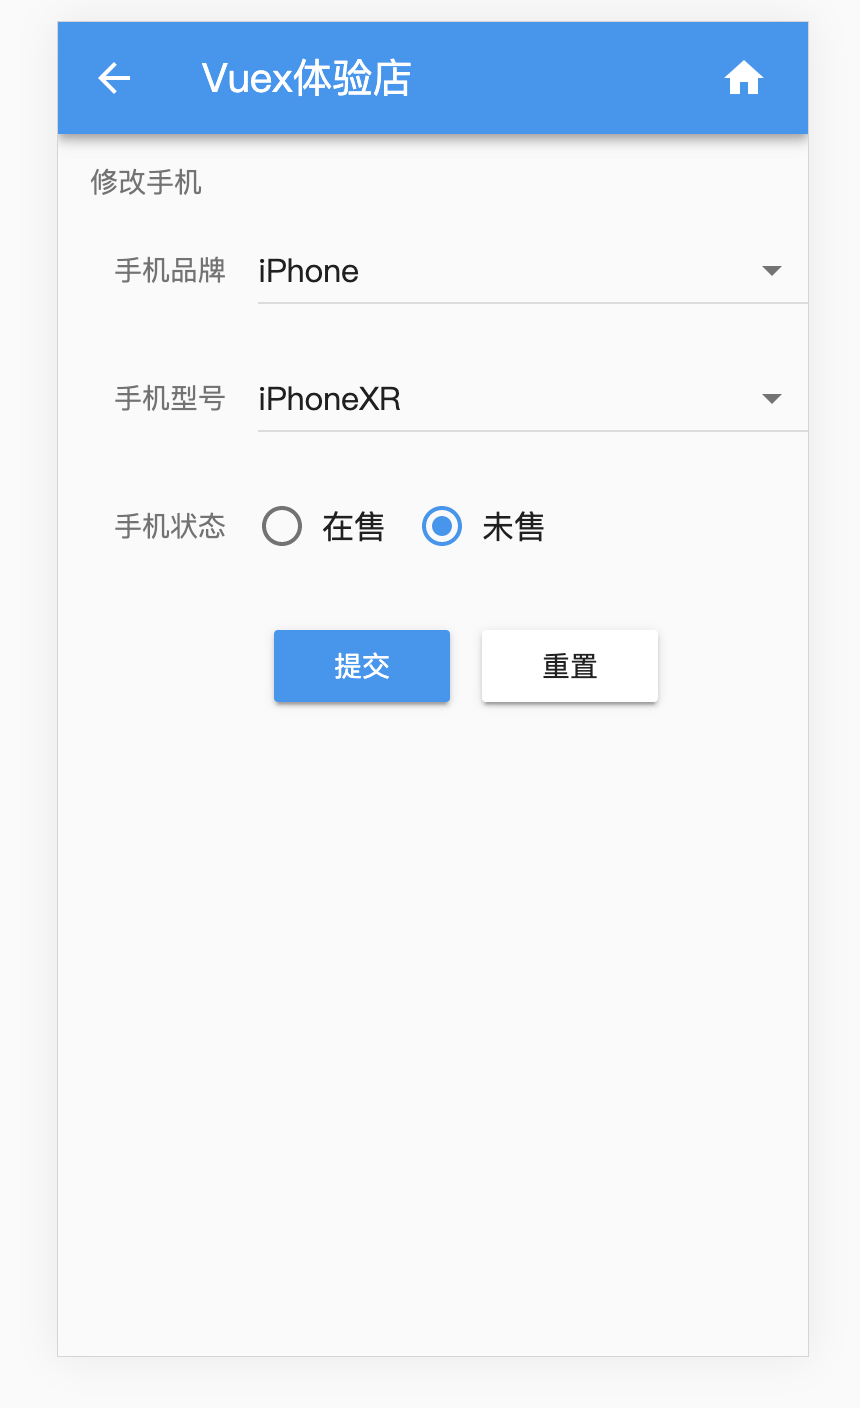 Vuex体验店
修改手机
手机品牌 iPhone
手机型号 iPhoneXR
手机状态 在售 未售
提交 重置